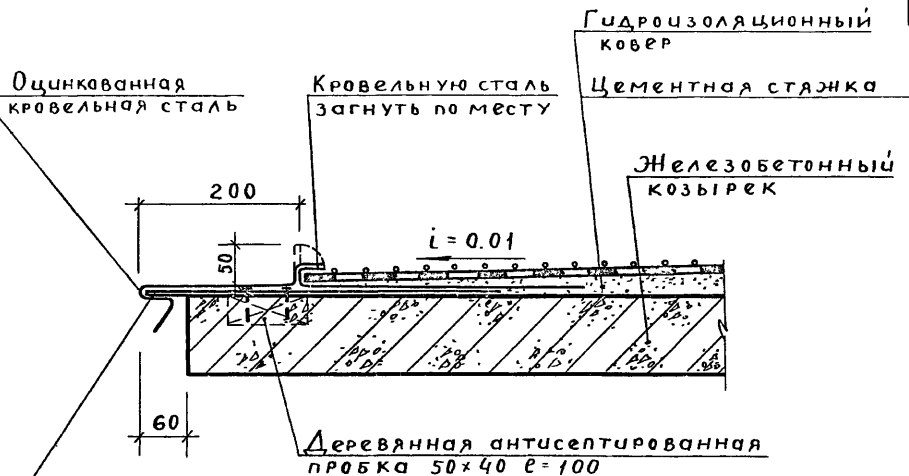 Гидроизоляционный
ковер
Оцинкованная
кровельная сталь
Кровельную сталь
загнуть по месту
Цементная стяжка
Железобетонный
козырек
200
50
i = 0.01
60
Деревянная антисептированная
пробка 50×40 ℓ=100